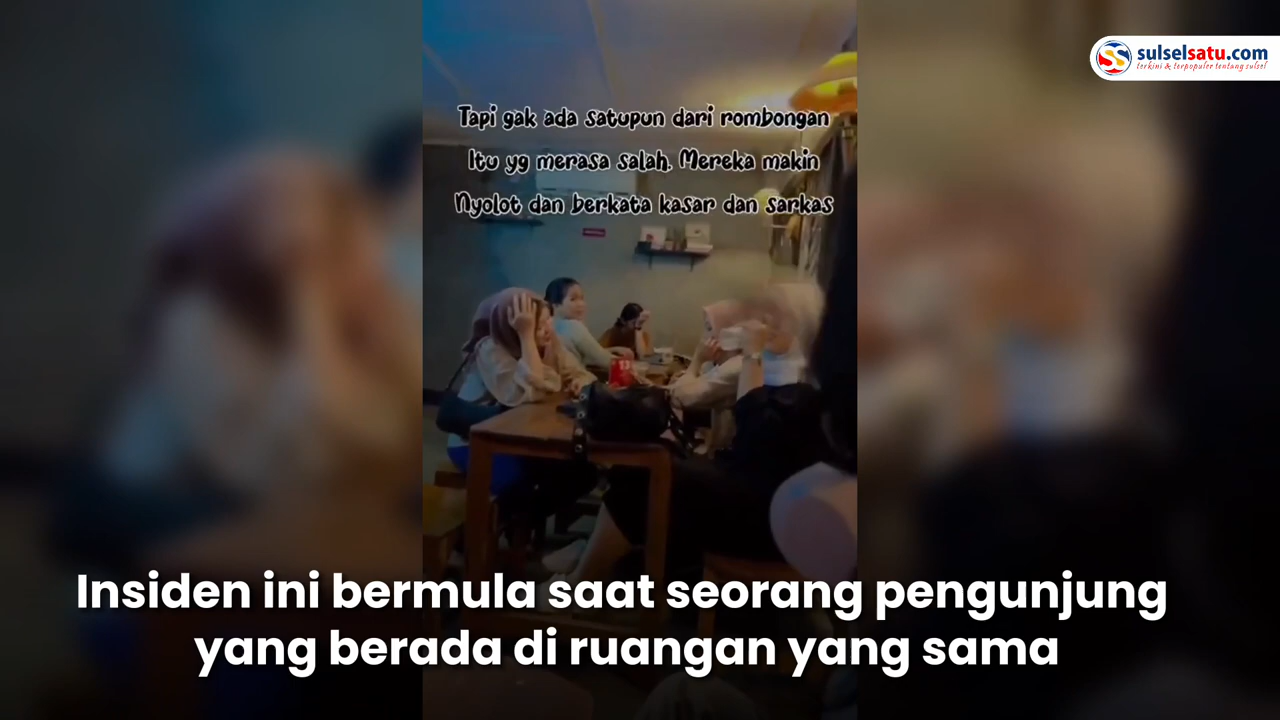 sulselsatu.com
terkini & terpopuler tentang sulsel
Tapi gak ada satupun dari rombongan
Itu yg merasa salah. Mereka makin
Nyolot dan berkata kasar dan sarkas
13
Insiden ini bermula saat seorang pengunjung
yang berada di ruangan yang sama